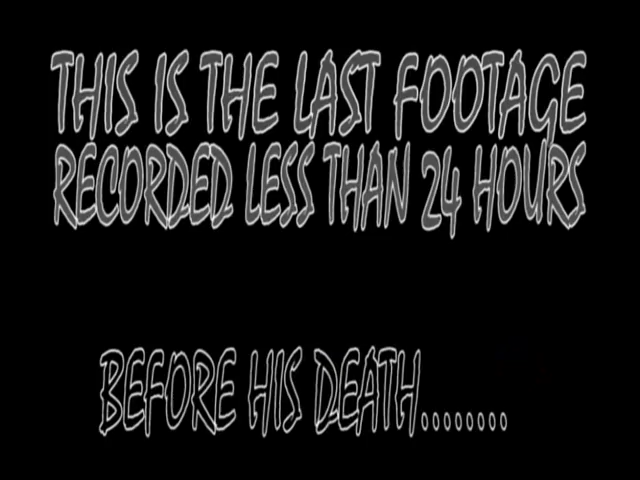 THIS IS THE LAST FOOTAGE
RECORDED LESS THAN 24 HOURS
BEFORE HIS DEATH........